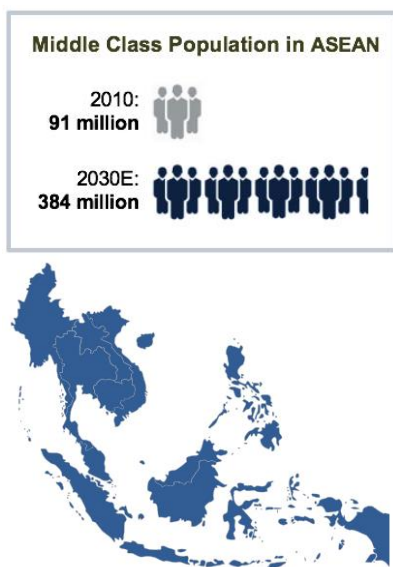 Middle Class Population in ASEAN
2010:
91 million
2030E:
384 million